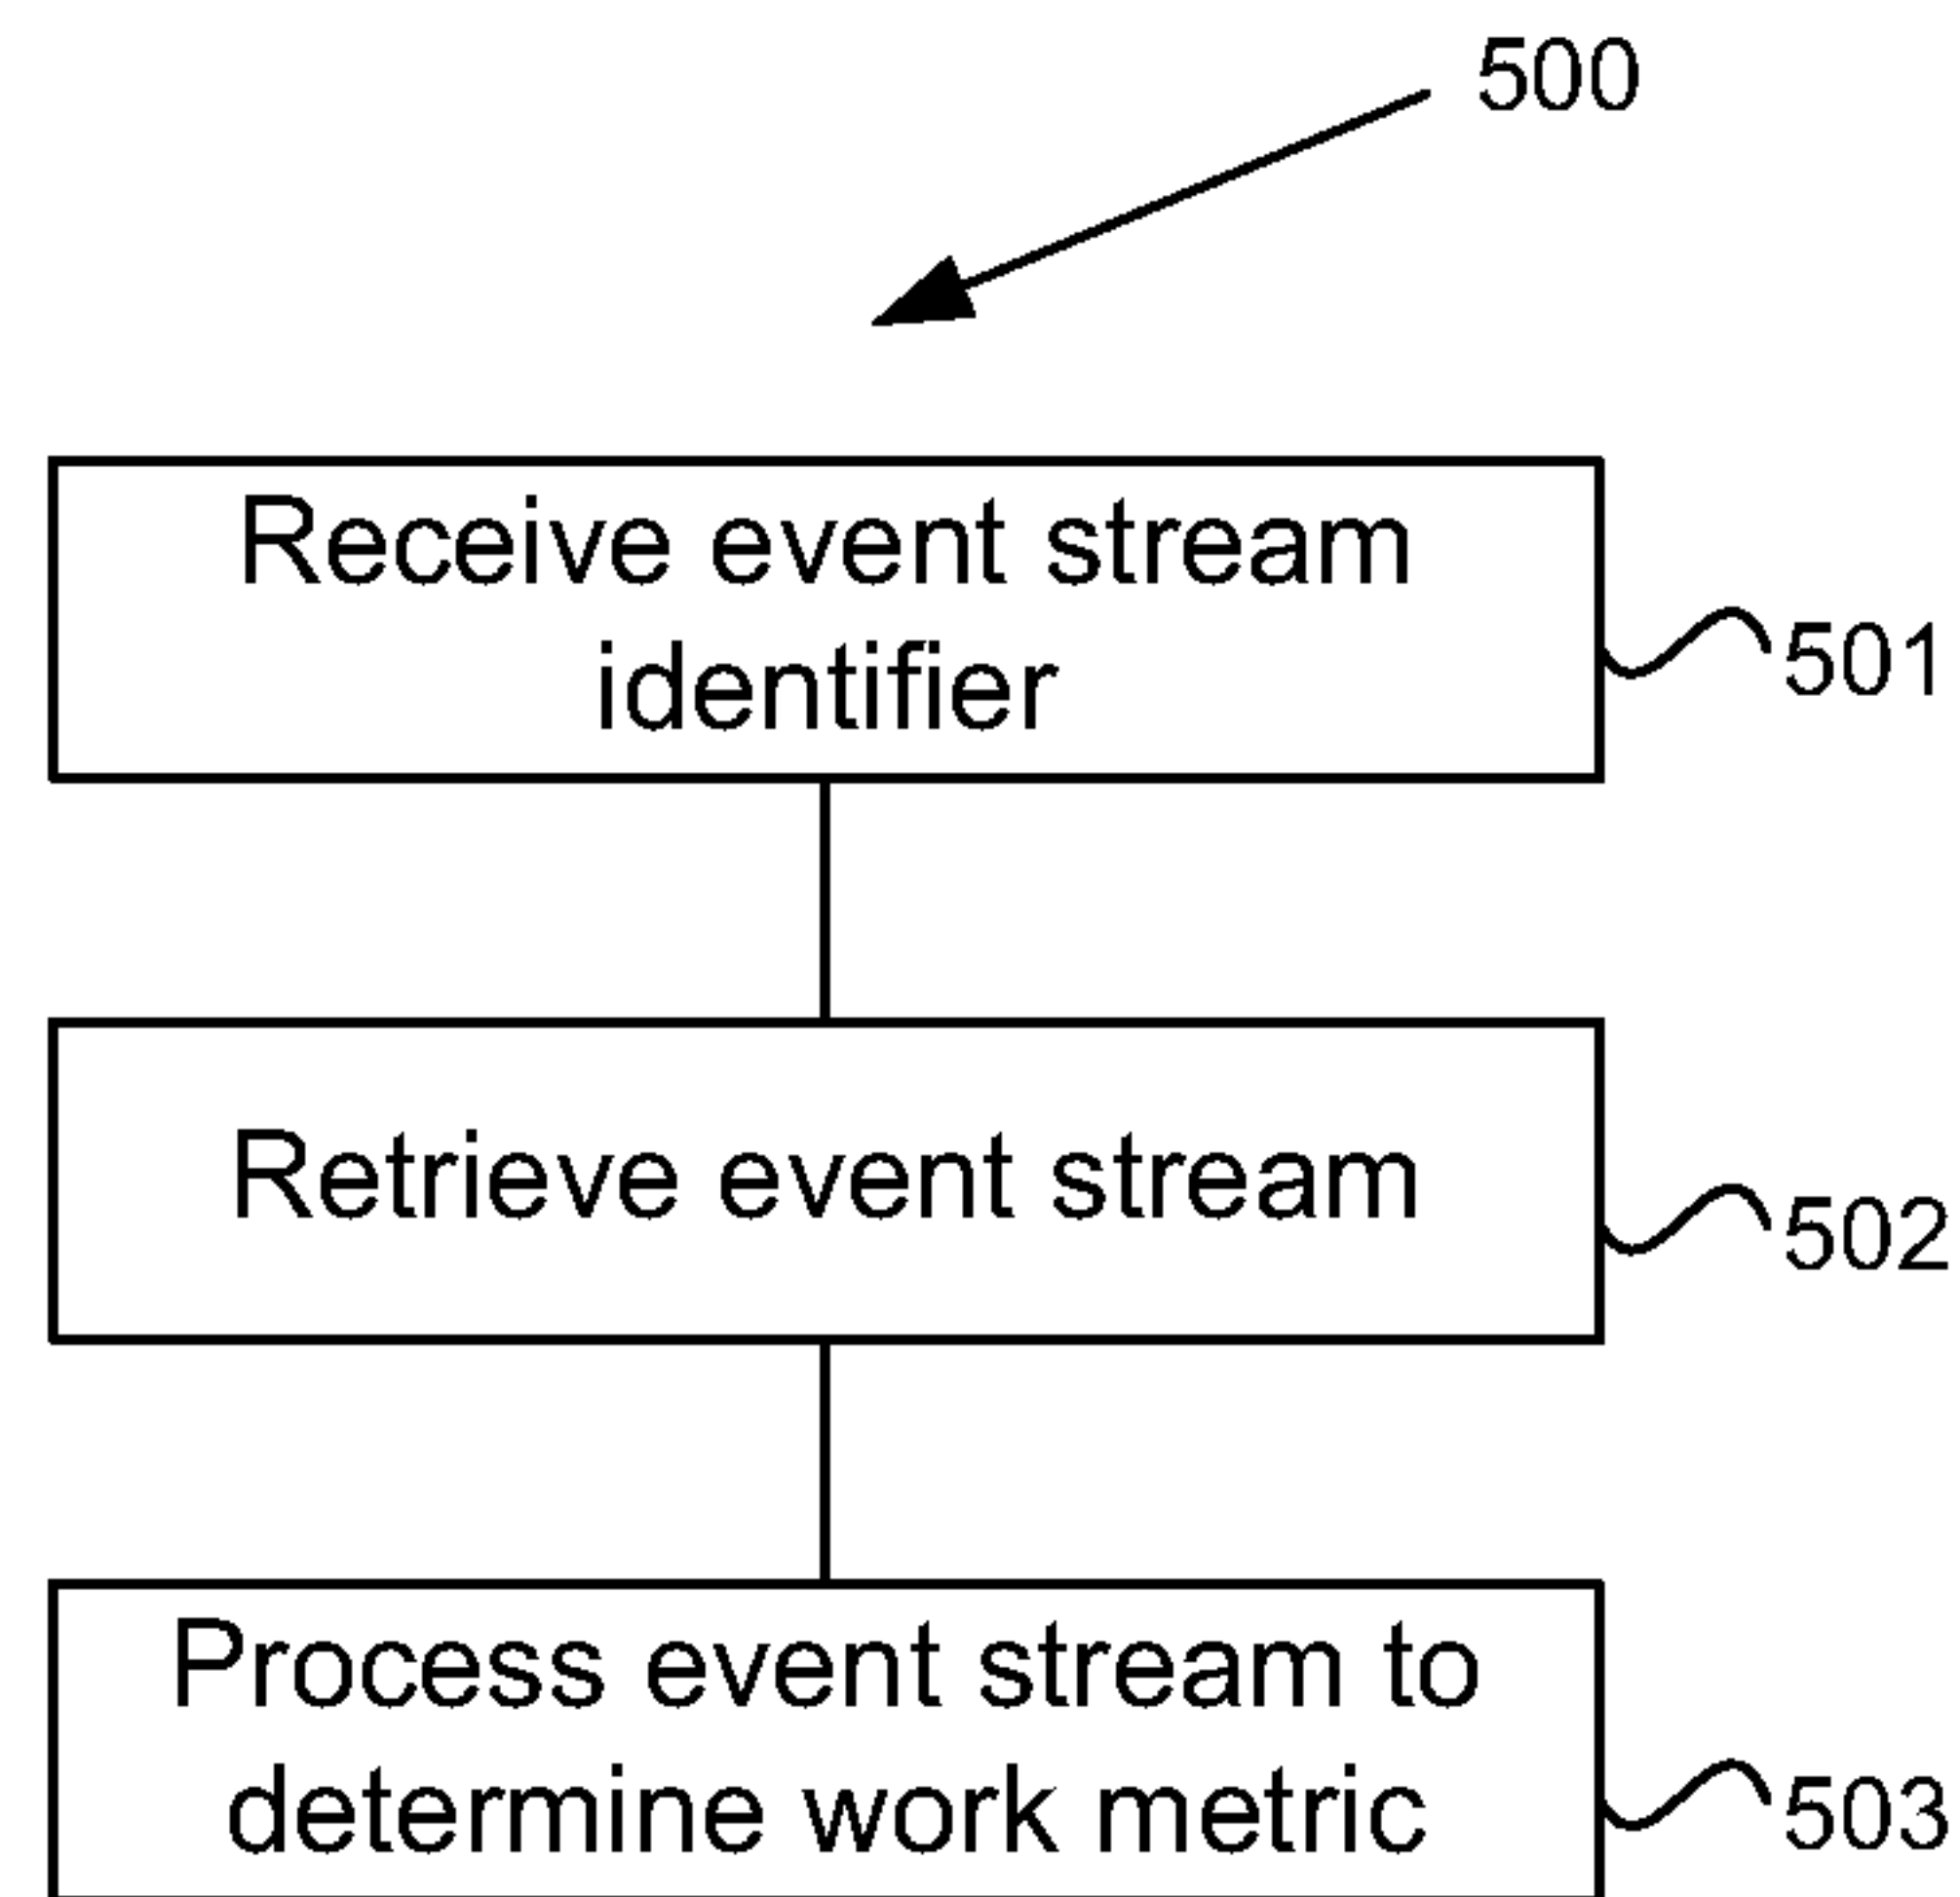 500
Receive event stream
identifier
501
Retrieve event stream
502
Process event stream to
determine work metric
503